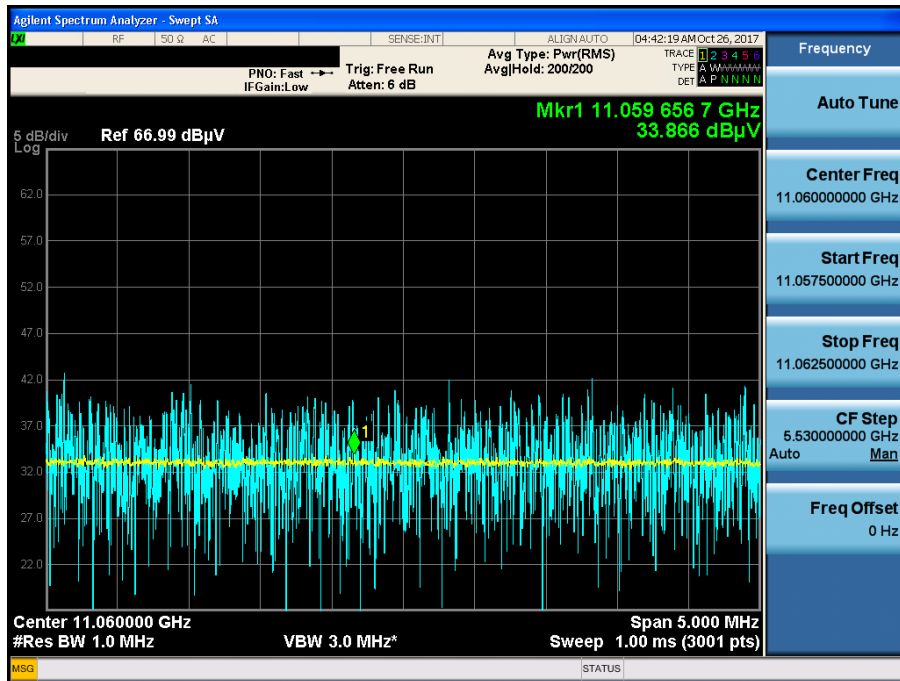 Agilent Spectrum Analyzer - Swept SA
LXI RF 50 Ω AC SENSE:INT ALIGN AUTO 04:42:19 AM Oct 26, 2017
PNO: Fast Trig: Free Run Avg Type: Pwr(RMS) TRACE 1 2 3 4 5 6
IFGain:Low Atten: 6 dB Avg|Hold: 200/200 TYPE A WWWWWW
DET A P N N N N
Mkr1 11.059 656 7 GHz
33.866 dBµV
5 dB/div Ref 66.99 dBµV
Log
62.0
57.0
52.0
47.0
42.0
37.0
1
32.0
27.0
22.0
Center 11.060000 GHz Span 5.000 MHz
#Res BW 1.0 MHz VBW 3.0 MHz* Sweep 1.00 ms (3001 pts)
MSG STATUS
Frequency
Auto Tune
Center Freq
11.060000000 GHz
Start Freq
11.057500000 GHz
Stop Freq
11.062500000 GHz
CF Step
5.530000000 GHz
Auto Man
Freq Offset
0 Hz